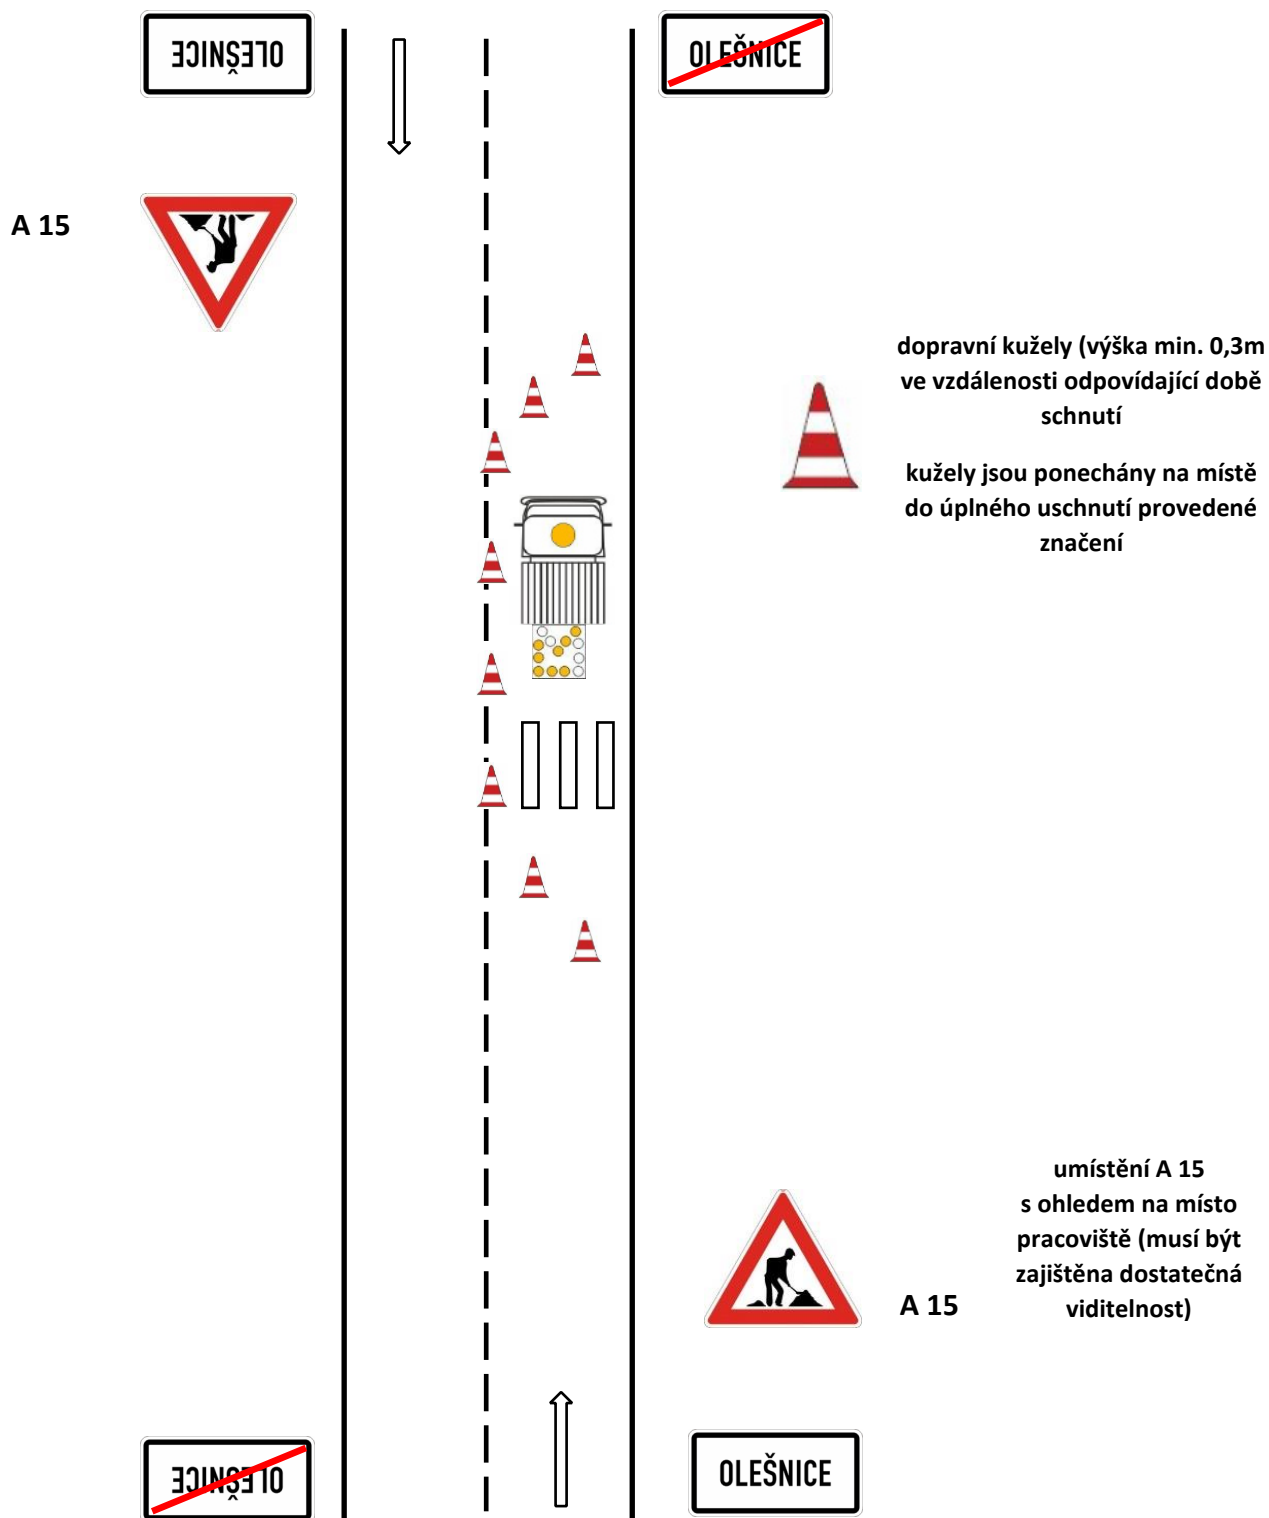 OLEŠNICE
OLEŠNICE
A 15
dopravní kužely (výška min. 0,3m
ve vzdálenosti odpovídající době
schnutí
kužely jsou ponechány na místě
do úplného uschnutí provedené
značení
umístění A 15
s ohledem na místo
pracoviště (musí být
zajištěna dostatečná
viditelnost)
A 15
OLEŠNICE
OLEŠNICE